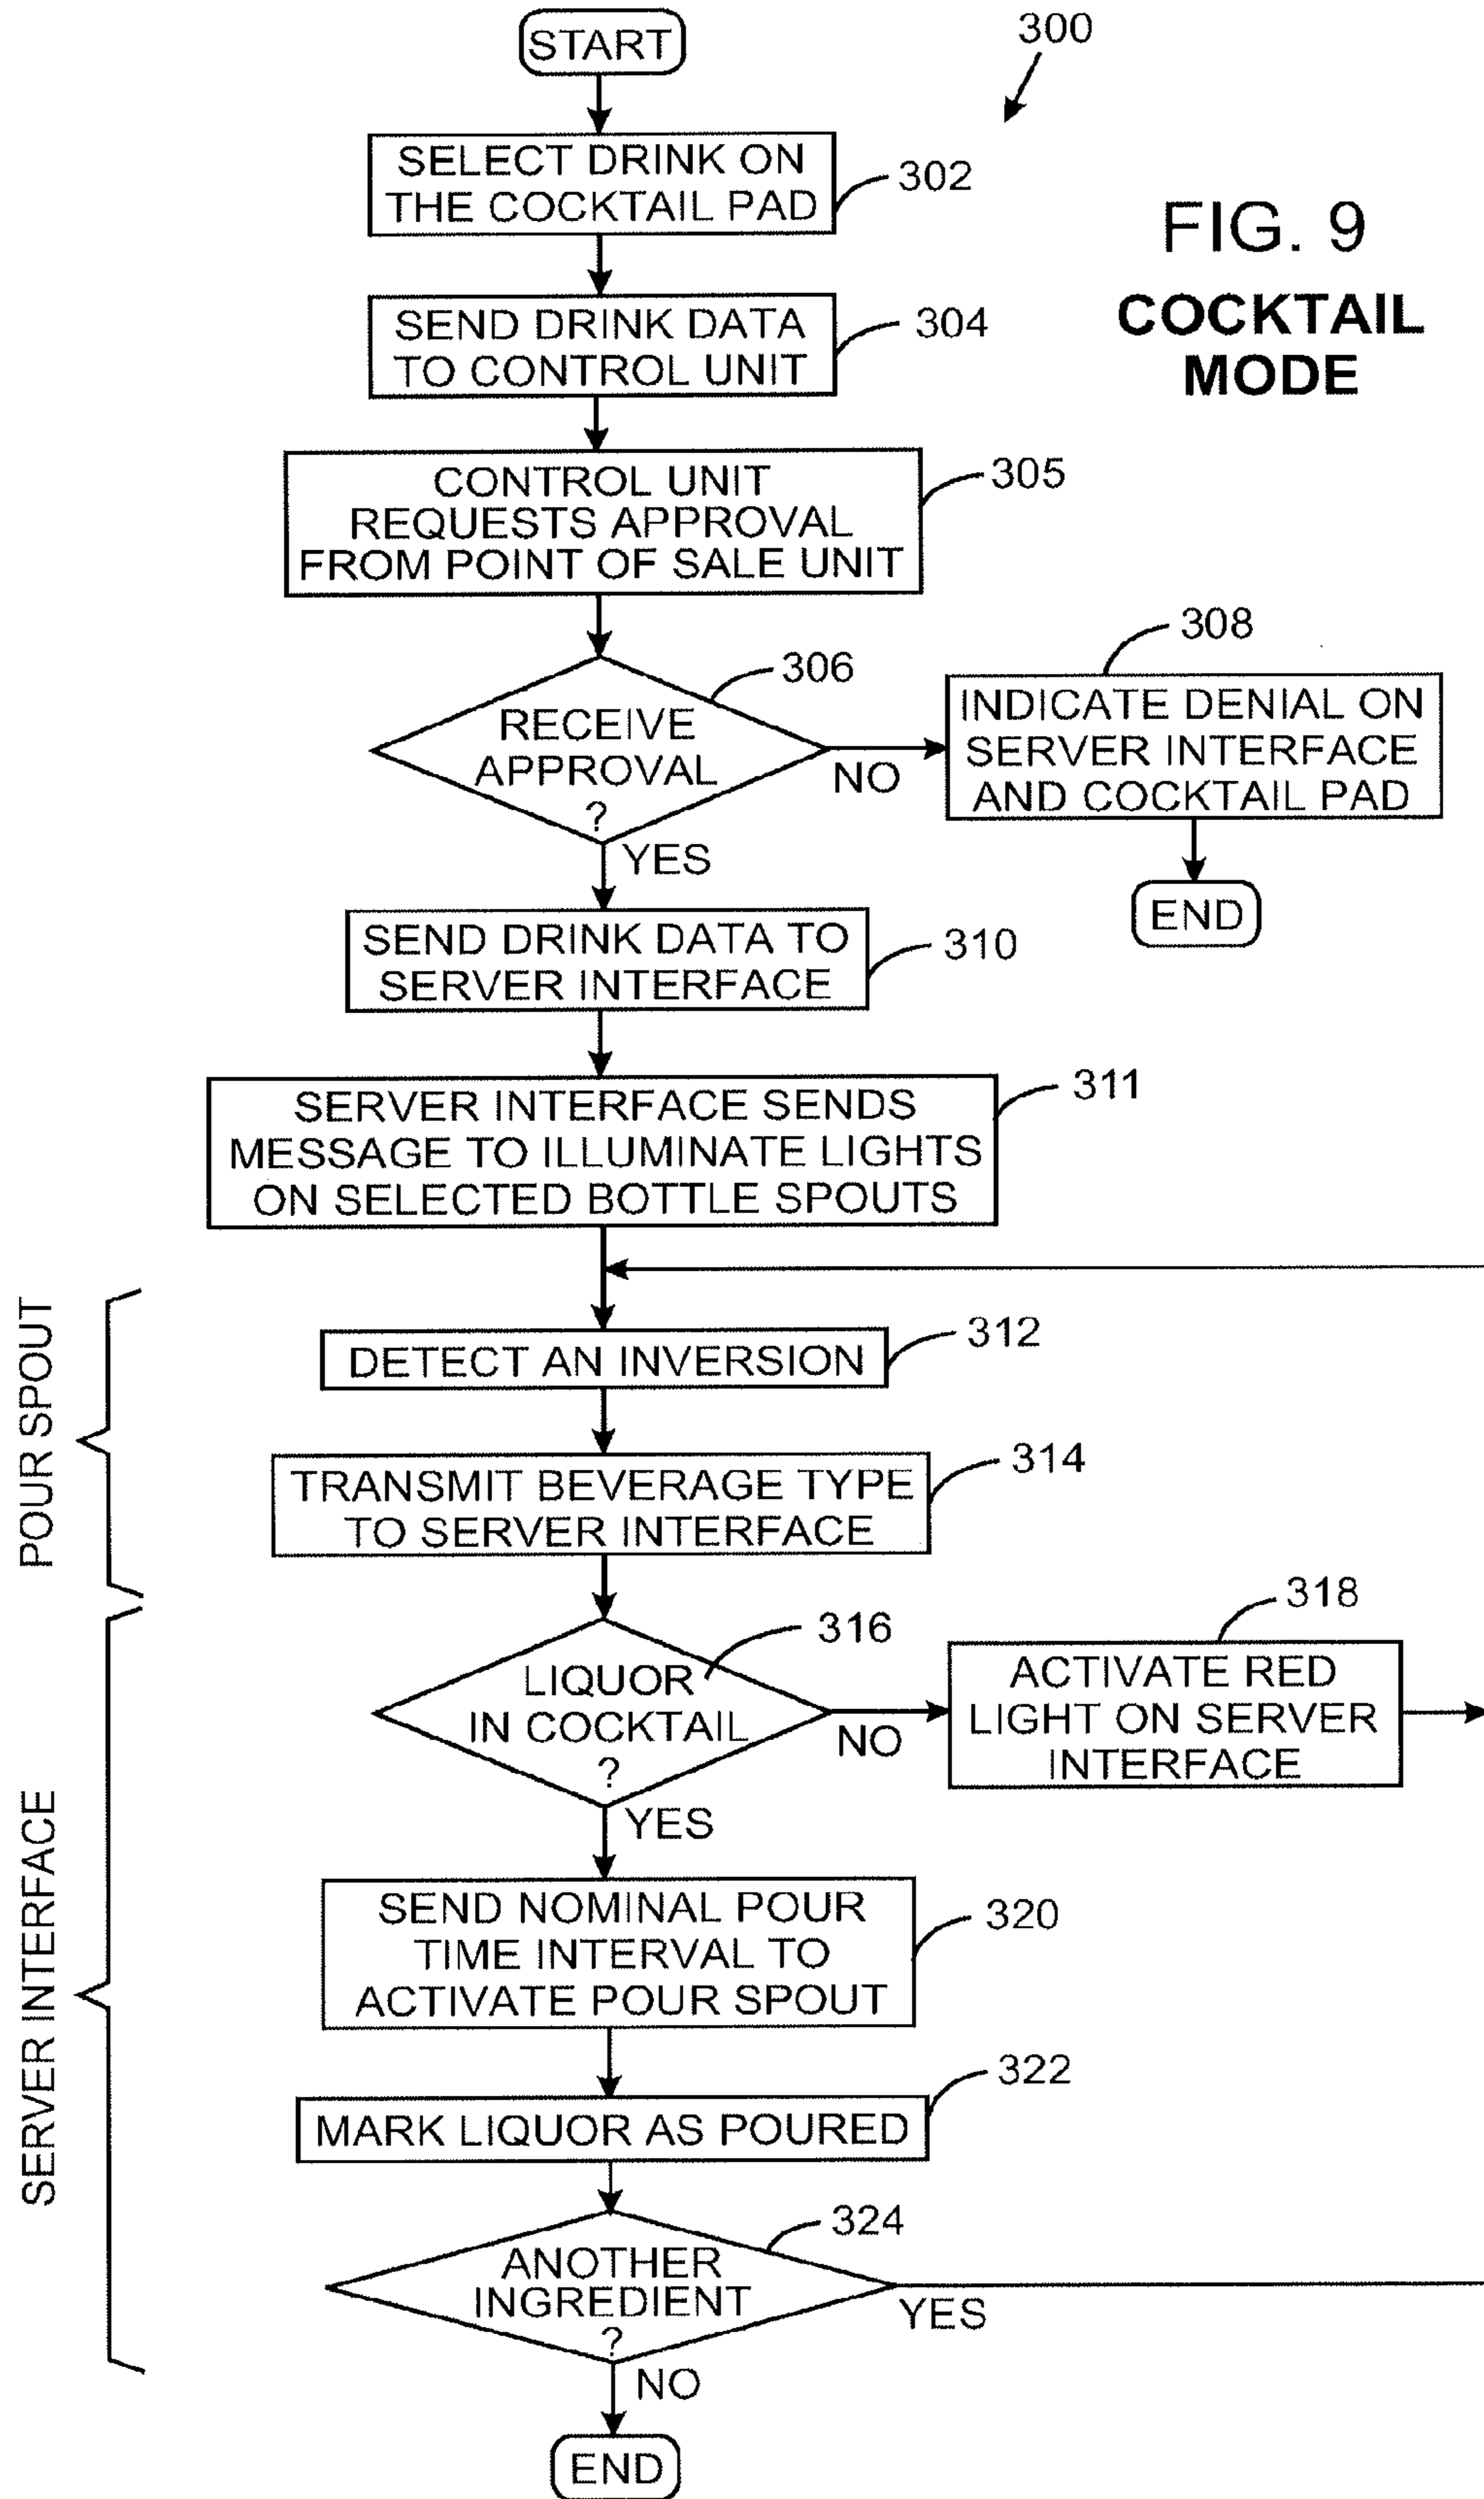 START
300
SELECT DRINK ON
THE COCKTAIL PAD
302
FIG. 9
COCKTAIL
MODE
SEND DRINK DATA
TO CONTROL UNIT
304
CONTROL UNIT
REQUESTS APPROVAL
FROM POINT OF SALE UNIT
305
RECEIVE
APPROVAL
?
306
NO
YES
308
INDICATE DENIAL ON
SERVER INTERFACE
AND COCKTAIL PAD
END
SEND DRINK DATA TO
SERVER INTERFACE
310
SERVER INTERFACE SENDS
MESSAGE TO ILLUMINATE LIGHTS
ON SELECTED BOTTLE SPOUTS
311
POUR SPOUT
DETECT AN INVERSION
312
TRANSMIT BEVERAGE TYPE
TO SERVER INTERFACE
314
SERVER INTERFACE
LIQUOR
IN COCKTAIL
?
316
NO
YES
318
ACTIVATE RED
LIGHT ON SERVER
INTERFACE
SEND NOMINAL POUR
TIME INTERVAL TO
ACTIVATE POUR SPOUT
320
MARK LIQUOR AS POURED
322
ANOTHER
INGREDIENT
?
324
YES
NO
END